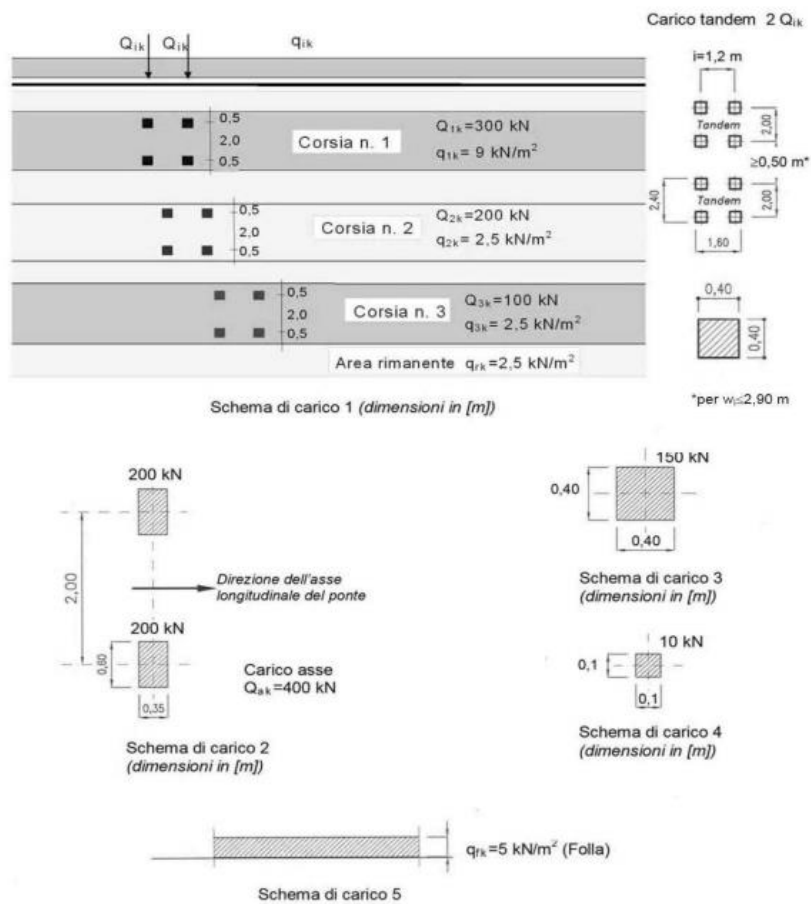 Carico tandem 2 Qik
Qik Qik qik
i=1,2 m
0,5
2,0
0,5
Corsia n. 1
Q1k=300 kN
q1k= 9 kN/m²
Tandem
2,00
≥0,50 m*
0,5
2,0
0,5
Corsia n. 2
Q2k=200 kN
q2k= 2,5 kN/m²
2,40
Tandem
2,00
1,60
0,5
2,0
0,5
Corsia n. 3
Q3k=100 kN
q3k= 2,5 kN/m²
0,40
0,40
Area rimanente qrk=2,5 kN/m²
*per wl≤2,90 m
Schema di carico 1 (dimensioni in [m])
200 kN
2,00
Direzione dell'asse
longitudinale del ponte
200 kN
0,60
0,35
Carico asse
Qak=400 kN
Schema di carico 2
(dimensioni in [m])
150 kN
0,40
0,40
Schema di carico 3
(dimensioni in [m])
10 kN
0,1
0,1
Schema di carico 4
(dimensioni in [m])
qfk=5 kN/m² (Folla)
Schema di carico 5